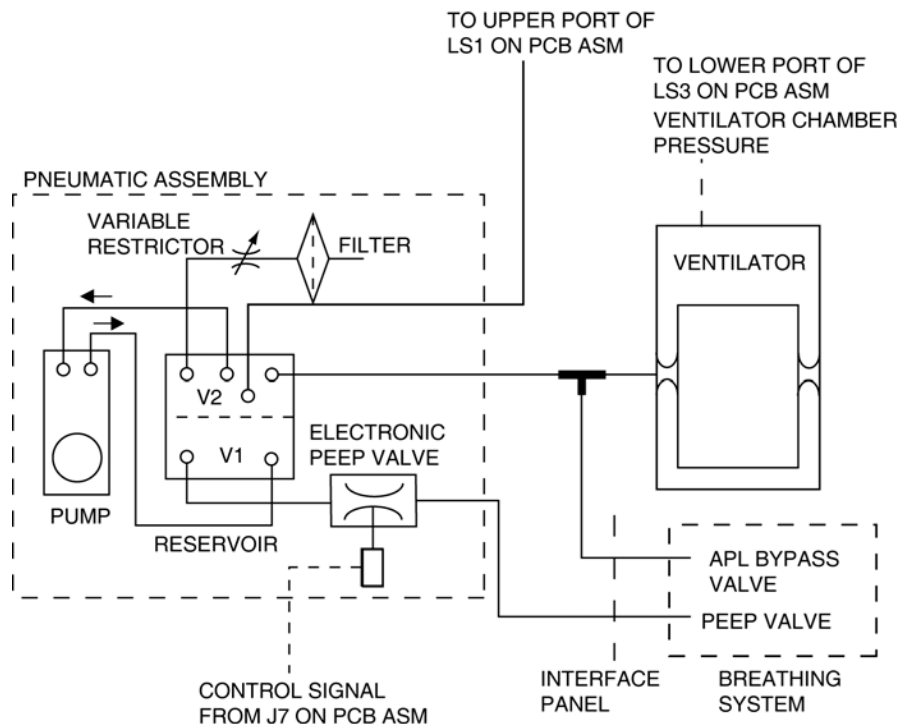 TO UPPER PORT OF
LS1 ON PCB ASM
TO LOWER PORT OF
LS3 ON PCB ASM
VENTILATOR CHAMBER
PRESSURE
PNEUMATIC ASSEMBLY
VARIABLE
RESTRICTOR
FILTER
VENTILATOR
V2
V1
ELECTRONIC
PEEP VALVE
PUMP
RESERVOIR
APL BYPASS
VALVE
PEEP VALVE
CONTROL SIGNAL
FROM J7 ON PCB ASM
INTERFACE
PANEL
BREATHING
SYSTEM